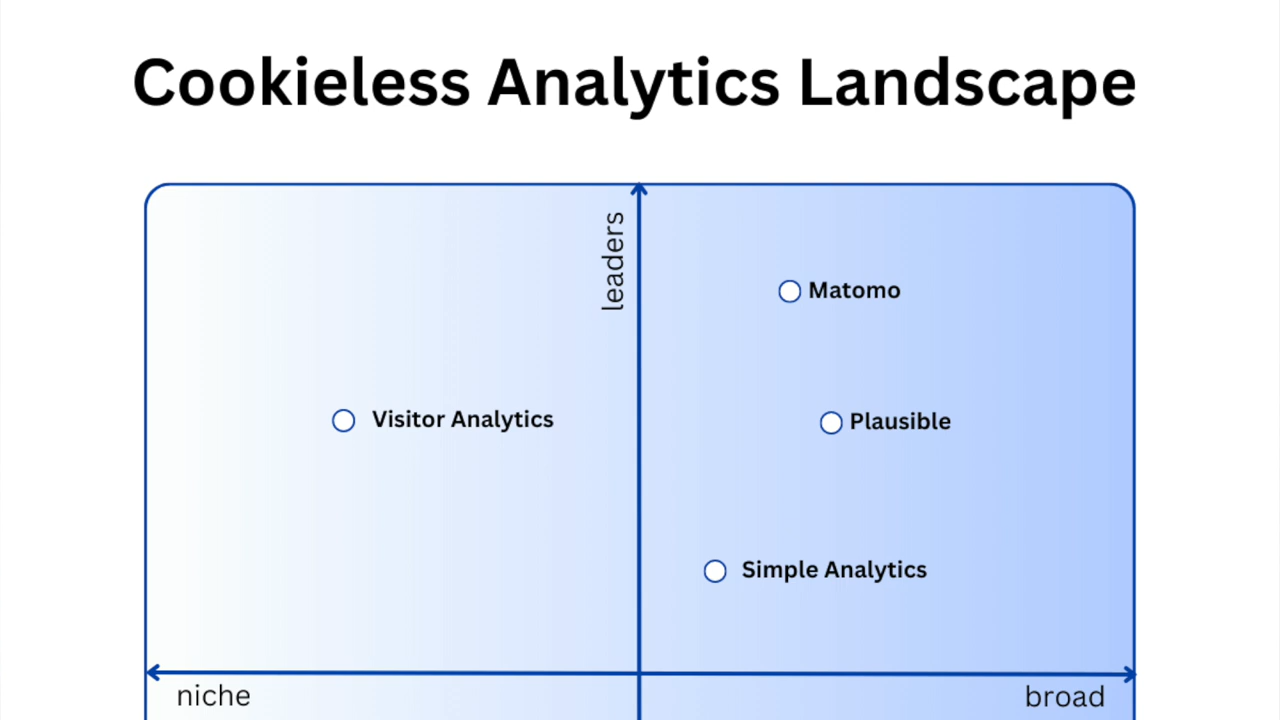 Cookieless Analytics Landscape
leaders
Matomo
Visitor Analytics
Plausible
Simple Analytics
niche
broad